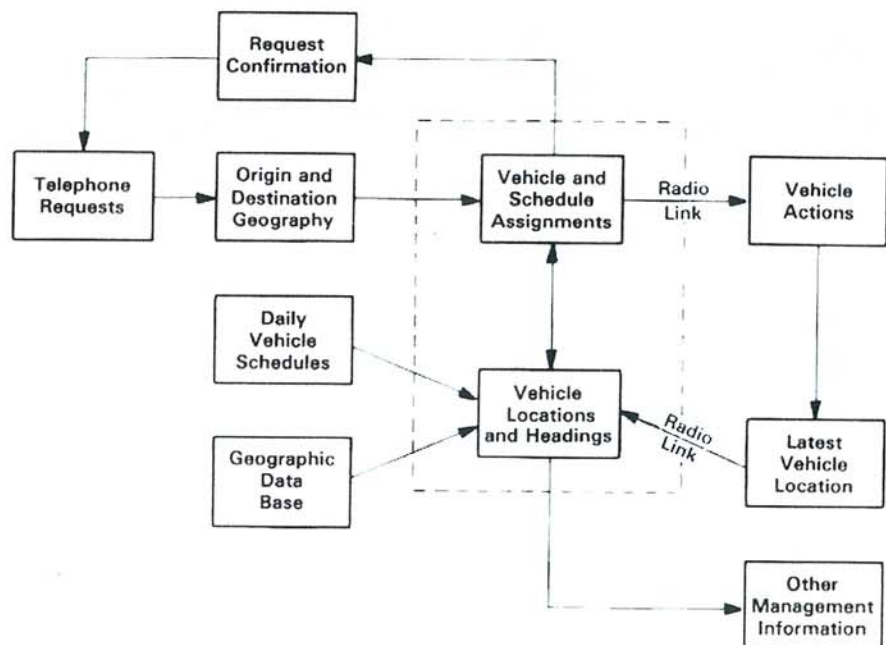 Request
Confirmation
Telephone
Requests
Origin and
Destination
Geography
Vehicle and
Schedule
Assignments
Radio
Link
Vehicle
Actions
Daily
Vehicle
Schedules
Vehicle
Locations
and Headings
Radio
Link
Latest
Vehicle
Location
Geographic
Data
Base
Other
Management
Information